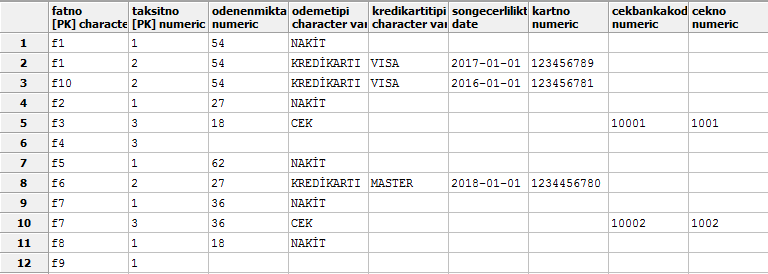 fatno taksitno odenenmikta odemetipi kredikartitipi songecerlilikt kartno cekbankakod cekno
[PK] characte [PK] numeric numeric character var character var date numeric numeric numeric
1 f1 1 54 NAKİT
2 f1 2 54 KREDİKARTI VISA 2017-01-01 123456789
3 f10 2 54 KREDİKARTI VISA 2016-01-01 123456781
4 f2 1 27 NAKİT
5 f3 3 18 CEK 10001 1001
6 f4 3
7 f5 1 62 NAKİT
8 f6 2 27 KREDİKARTI MASTER 2018-01-01 1234456780
9 f7 1 36 NAKİT
10 f7 3 36 CEK 10002 1002
11 f8 1 18 NAKİT
12 f9 1